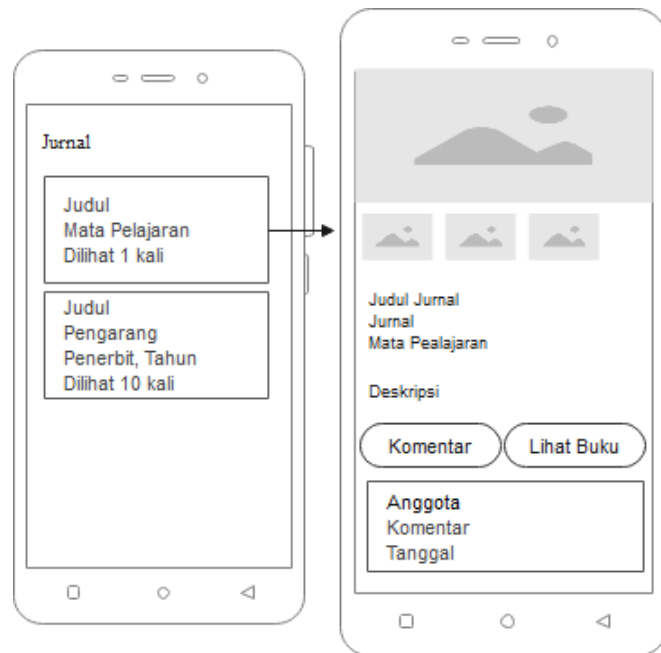 Jurnal
Judul
Mata Pelajaran
Dilihat 1 kali
Judul
Pengarang
Penerbit, Tahun
Dilihat 10 kali
Judul Jurnal
Jurnal
Mata Pealajaran
Deskripsi
Komentar
Lihat Buku
Anggota
Komentar
Tanggal